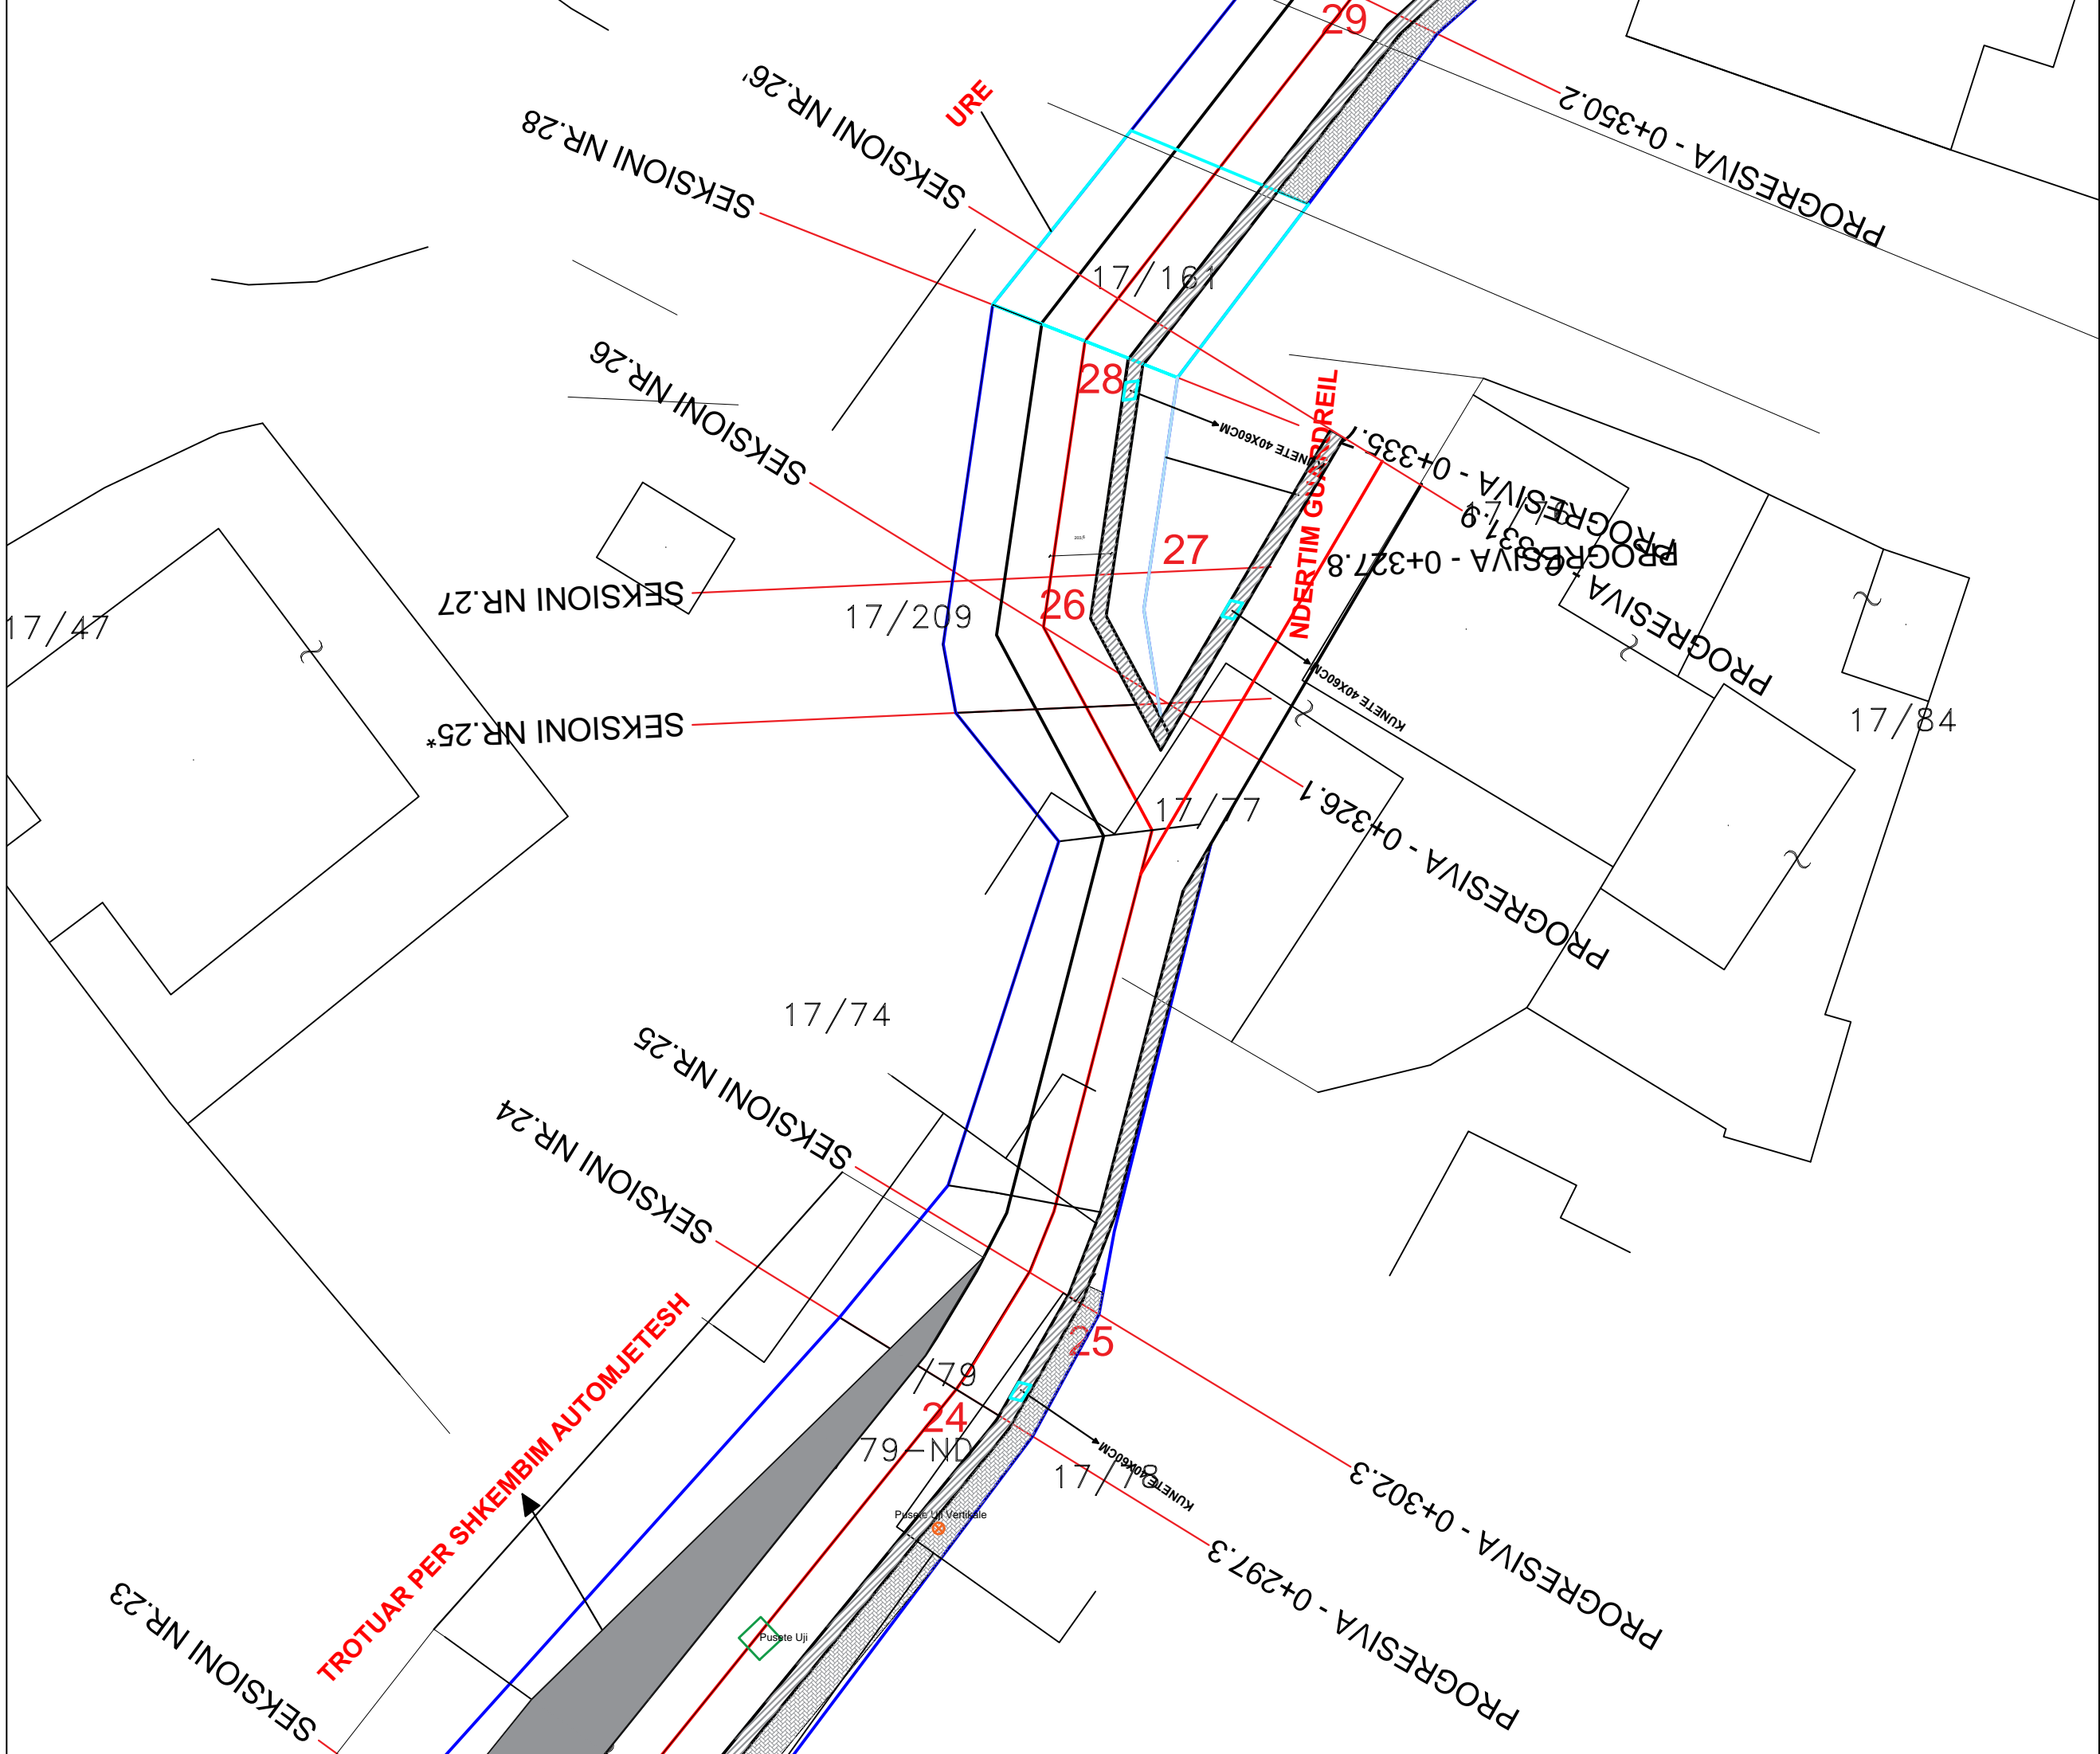 29
PROGRESIVA - 0+350.2
SEKSIONI NR.26'
URE
SEKSIONI NR.28
17/161
28
KUNETE 40X60CM
NDERTIM GUARDREIL
SEKSIONI NR.26
PROGRESIVA - 0+335.7
PROGRESIVA - 0+331.9
PROGRESIVA - 0+327.8
27
26
SEKSIONI NR.27
17/209
17/47
KUNETE 40X60CM
17/84
SEKSIONI NR.25*
17/77
PROGRESIVA - 0+326.1
17/74
SEKSIONI NR.25
SEKSIONI NR.24
25
/79
24
79-ND
17/78
KUNETE 40X60CM
PROGRESIVA - 0+302.3
PROGRESIVA - 0+297.3
TROTUAR PER SHKEMBIM AUTOMJETESH
Pusete Uji Vertikale
Pusete Uji
SEKSIONI NR.23